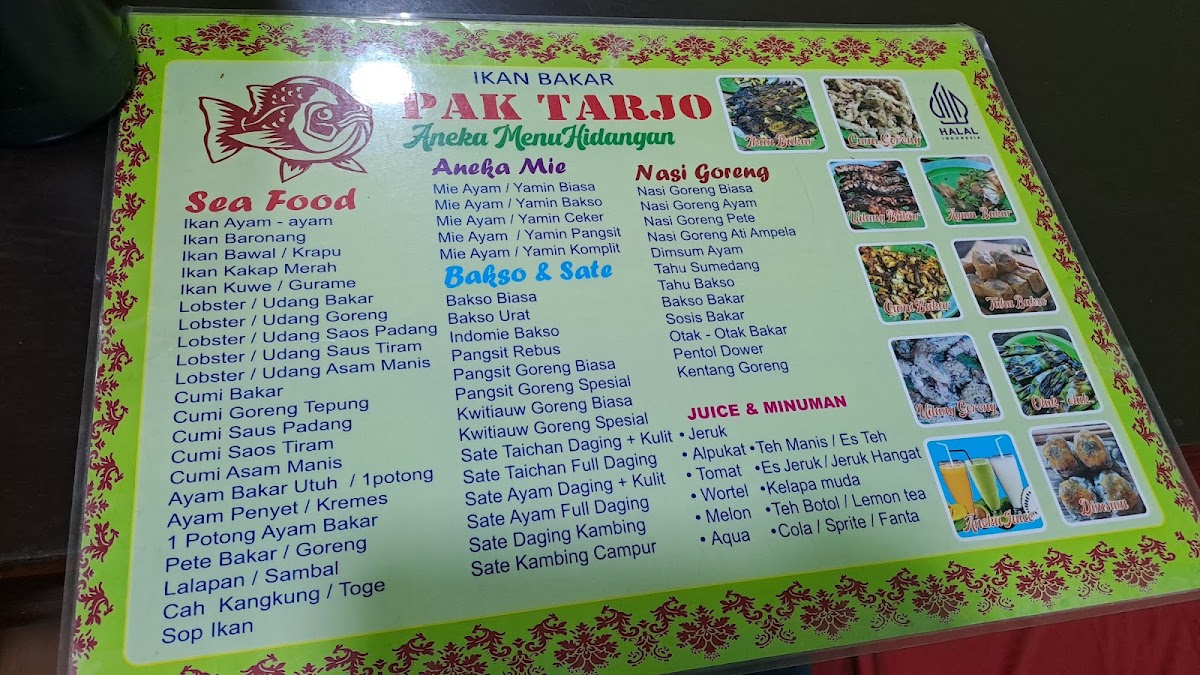 IKAN BAKAR
PAK TARJO
Aneka Menu Hidangan
Sea Food
Ikan Ayam - ayam
Ikan Baronang
Ikan Bawal / Krapu
Ikan Kakap Merah
Ikan Kuwe / Gurame
Lobster / Udang Bakar
Lobster / Udang Goreng
Lobster / Udang Saos Padang
Lobster / Udang Saus Tiram
Lobster / Udang Asam Manis
Cumi Bakar
Cumi Goreng Tepung
Cumi Saus Padang
Cumi Saos Tiram
Cumi Asam Manis
Ayam Bakar Utuh / 1potong
Ayam Penyet / Kremes
1 Potong Ayam Bakar
Pete Bakar / Goreng
Lalapan / Sambal
Cah Kangkung / Toge
Sop Ikan
Aneka Mie
Mie Ayam / Yamin Biasa
Mie Ayam / Yamin Bakso
Mie Ayam / Yamin Ceker
Mie Ayam / Yamin Pangsit
Mie Ayam / Yamin Komplit
Bakso & Sate
Bakso Biasa
Bakso Urat
Indomie Bakso
Pangsit Rebus
Pangsit Goreng Biasa
Pangsit Goreng Spesial
Kwitiauw Goreng Biasa
Kwitiauw Goreng Spesial
Sate Taichan Daging + Kulit
Sate Taichan Full Daging
Sate Ayam Daging + Kulit
Sate Ayam Full Daging
Sate Daging Kambing
Sate Kambing Campur
Nasi Goreng
Nasi Goreng Biasa
Nasi Goreng Ayam
Nasi Goreng Pete
Nasi Goreng Ati Ampela
Dimsum Ayam
Tahu Sumedang
Tahu Bakso
Bakso Bakar
Sosis Bakar
Otak - Otak Bakar
Pentol Dower
Kentang Goreng
JUICE & MINUMAN
• Jeruk
• Alpukat
• Tomat
• Wortel
• Melon
• Aqua
• Teh Manis / Es Teh
• Es Jeruk / Jeruk Hangat
• Kelapa muda
• Teh Botol / Lemon tea
• Cola / Sprite / Fanta
Ikan Bakar
Cumi Goreng
HALAL
INDONESIA
Udang Bakar
Ayam Bakar
Cumi Bakar
Tahu Bakso
Udang Goreng
Otak - otak
Aneka Juice
Dimsum